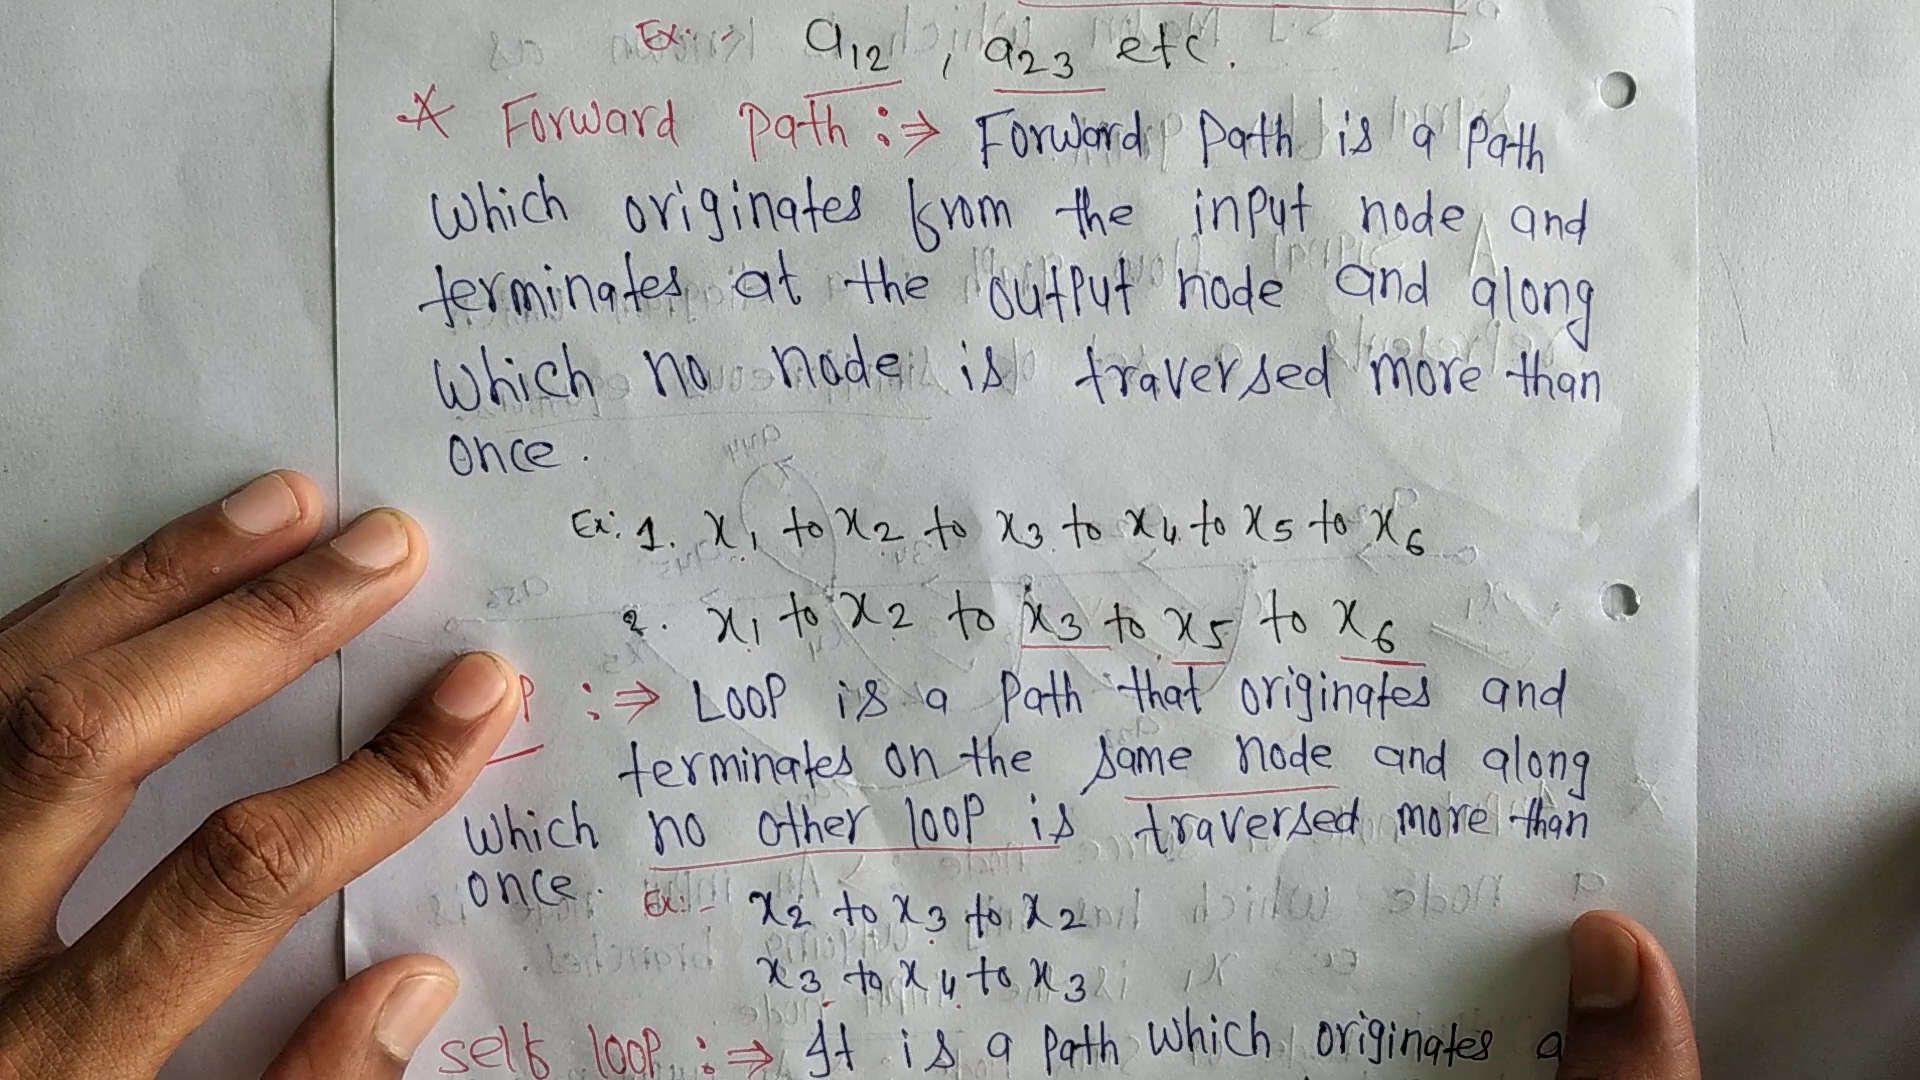 Ex:- a12, a23 etc.
* Forward path :⇒ Forward path is a path
which originates from the input node and
terminates at the output node and along
which no node is traversed more than
once.
Ex: 1. x1 to x2 to x3 to x4 to x5 to x6
2. x1 to x2 to x3 to x5 to x6
:⇒ LOOP is a path that originates and
terminates on the same node and along
which no other loop is traversed more than
once. Ex:- x2 to x3 to x2
x3 to x4 to x3
self loop :⇒ It is a path which originates